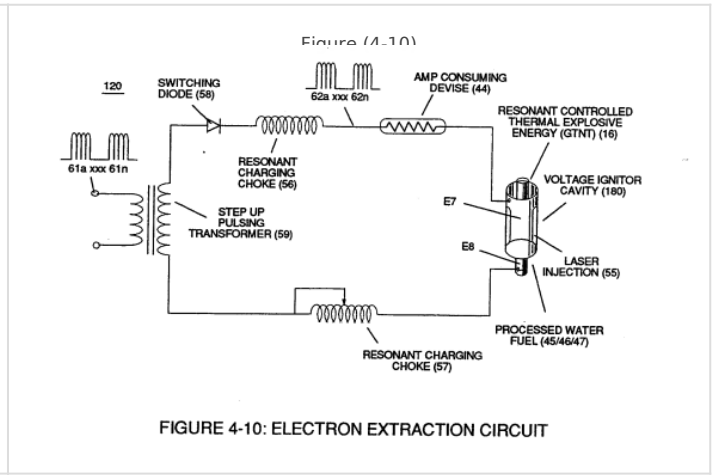 Figure (4-10)
120
SWITCHING
DIODE (58)
62a xxx 62n
AMP CONSUMING
DEVISE (44)
RESONANT CONTROLLED
THERMAL EXPLOSIVE
ENERGY (GTNT) (16)
61a xxx 61n
RESONANT
CHARGING
CHOKE (56)
VOLTAGE IGNITOR
CAVITY (180)
E7
STEP UP
PULSING
TRANSFORMER (59)
E8
LASER
INJECTION (55)
PROCESSED WATER
FUEL (45/46/47)
RESONANT CHARGING
CHOKE (57)
FIGURE 4-10: ELECTRON EXTRACTION CIRCUIT